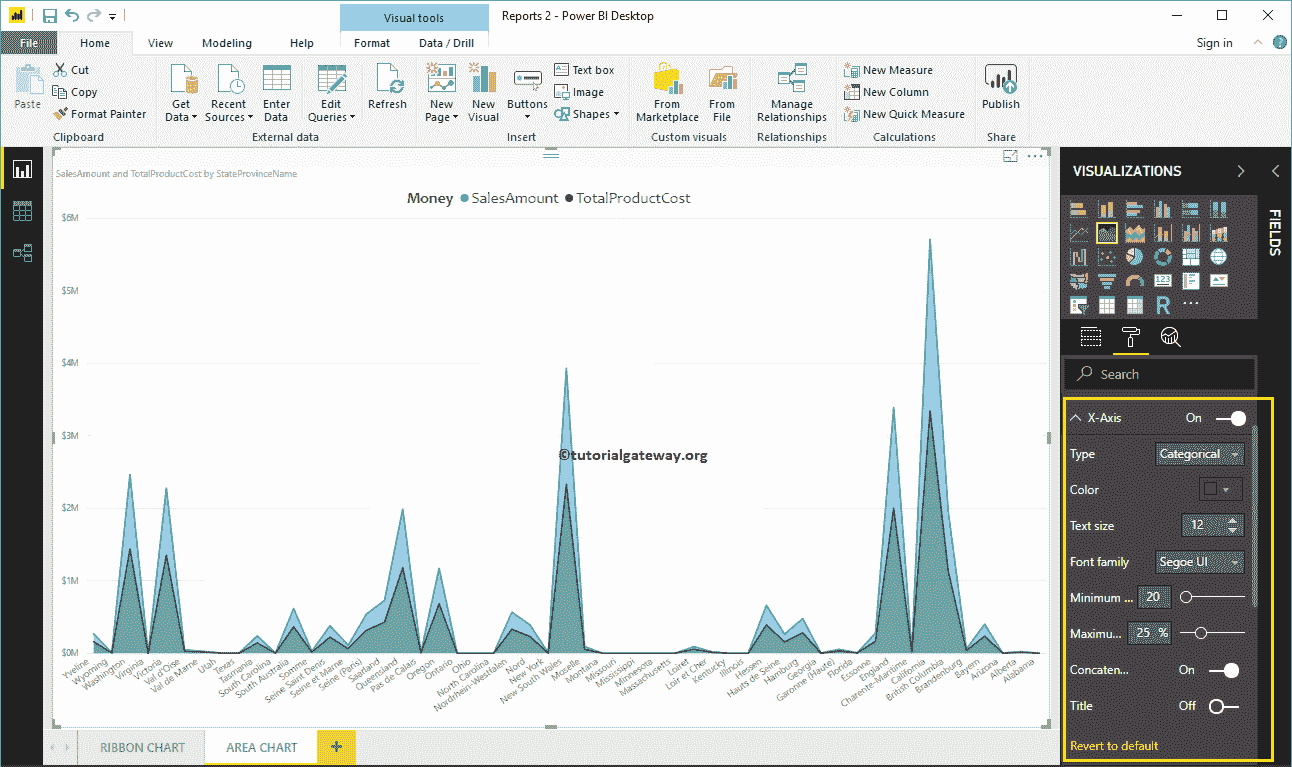 Visual tools
Reports 2 - Power BI Desktop
File Home View Modeling Help Format Data / Drill Sign in
Paste
Cut
Copy
Format Painter
Get Data
Recent Sources
Enter Data
Edit Queries
Refresh
New Page
New Visual
Buttons
Text box
Image
Shapes
From Marketplace
From File
Manage Relationships
New Measure
New Column
New Quick Measure
Publish
Clipboard External data Insert Custom visuals Relationships Calculations Share
SalesAmount and TotalProductCost by StateProvinceName
Money SalesAmount TotalProductCost
$6M
$5M
$4M
$3M
$2M
$1M
$0M
©tutorialgateway.org
Yveline
Wyoming
Washington
Virginia
Victoria
Val d'Oise
Val de Marne
Utah
Texas
Tasmania
South Carolina
South Australia
Somme
Seine Saint Denis
Seine et Marne
Seine (Paris)
Saarland
Queensland
Pas de Calais
Oregon
Ontario
Ohio
North Carolina
Nordrhein-Westfalen
Nord
New York
New South Wales
Moselle
Montana
Missouri
Mississippi
Minnesota
Massachusetts
Loiret
Loir et Cher
Kentucky
Illinois
Hessen
Hauts de Seine
Hamburg
Georgia
Garonne (Haute)
Florida
Essonne
England
Charente-Maritime
California
British Columbia
Brandenburg
Bayern
Arizona
Alberta
Alabama
RIBBON CHART AREA CHART
VISUALIZATIONS
FIELDS
123
R
Search
X-Axis On
Type Categorical
Color
Text size 12
Font family Segoe UI
Minimum ... 20
Maximu... 25 %
Concaten... On
Title Off
Revert to default